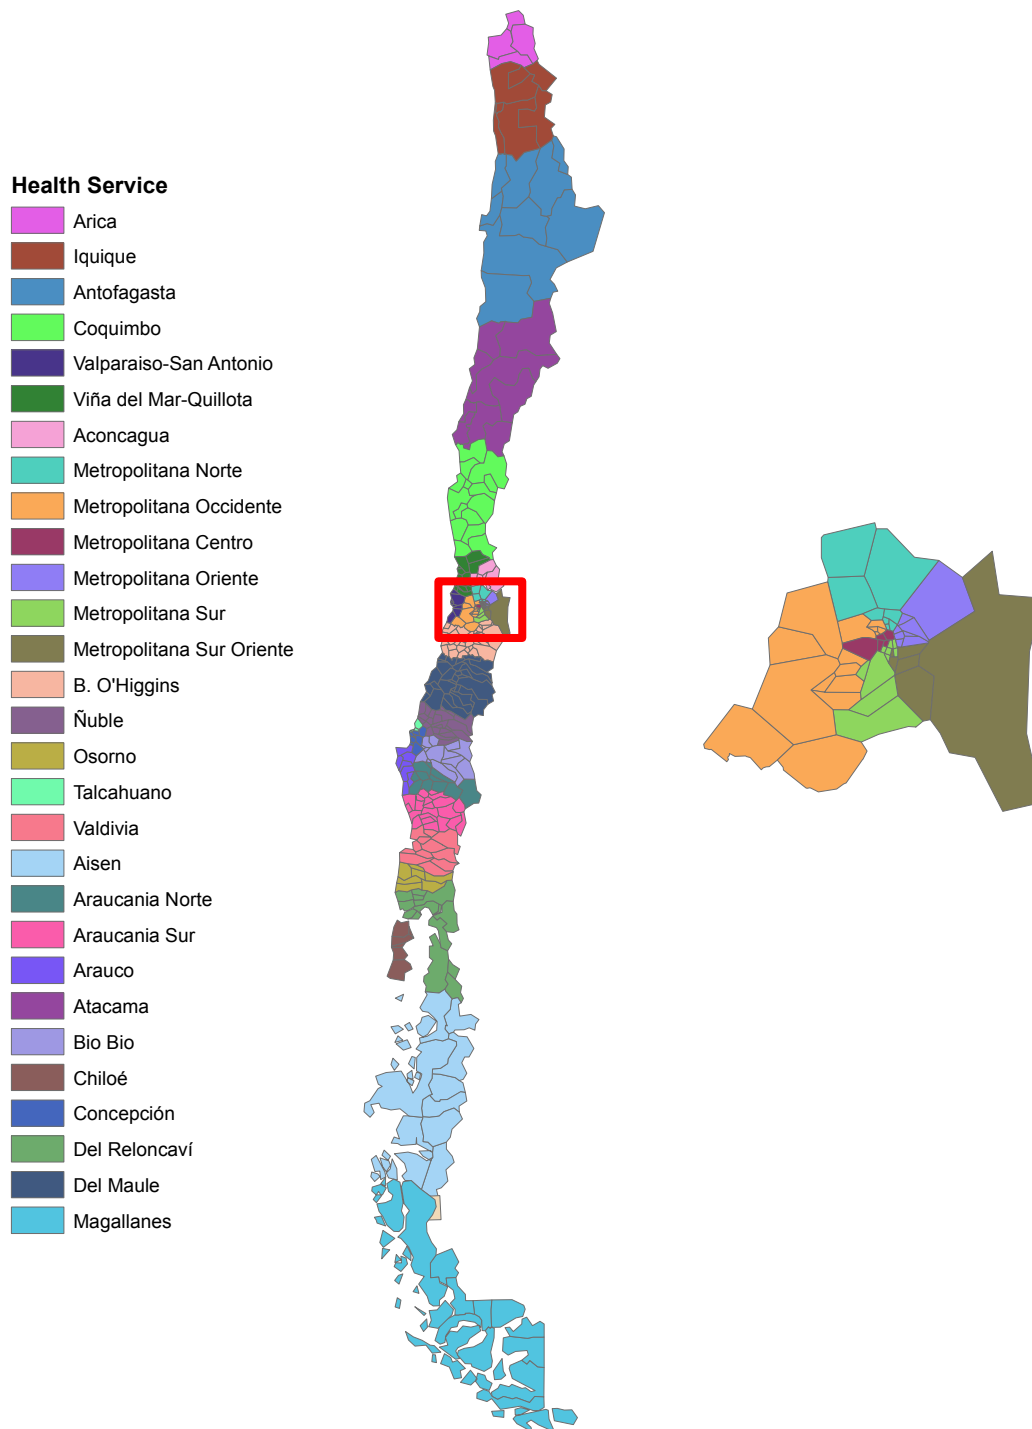 Health Service
Arica
Iquique
Antofagasta
Coquimbo
Valparaiso-San Antonio
Viña del Mar-Quillota
Aconcagua
Metropolitana Norte
Metropolitana Occidente
Metropolitana Centro
Metropolitana Oriente
Metropolitana Sur
Metropolitana Sur Oriente
B. O'Higgins
Ñuble
Osorno
Talcahuano
Valdivia
Aisen
Araucania Norte
Araucania Sur
Arauco
Atacama
Bio Bio
Chiloé
Concepción
Del Reloncaví
Del Maule
Magallanes